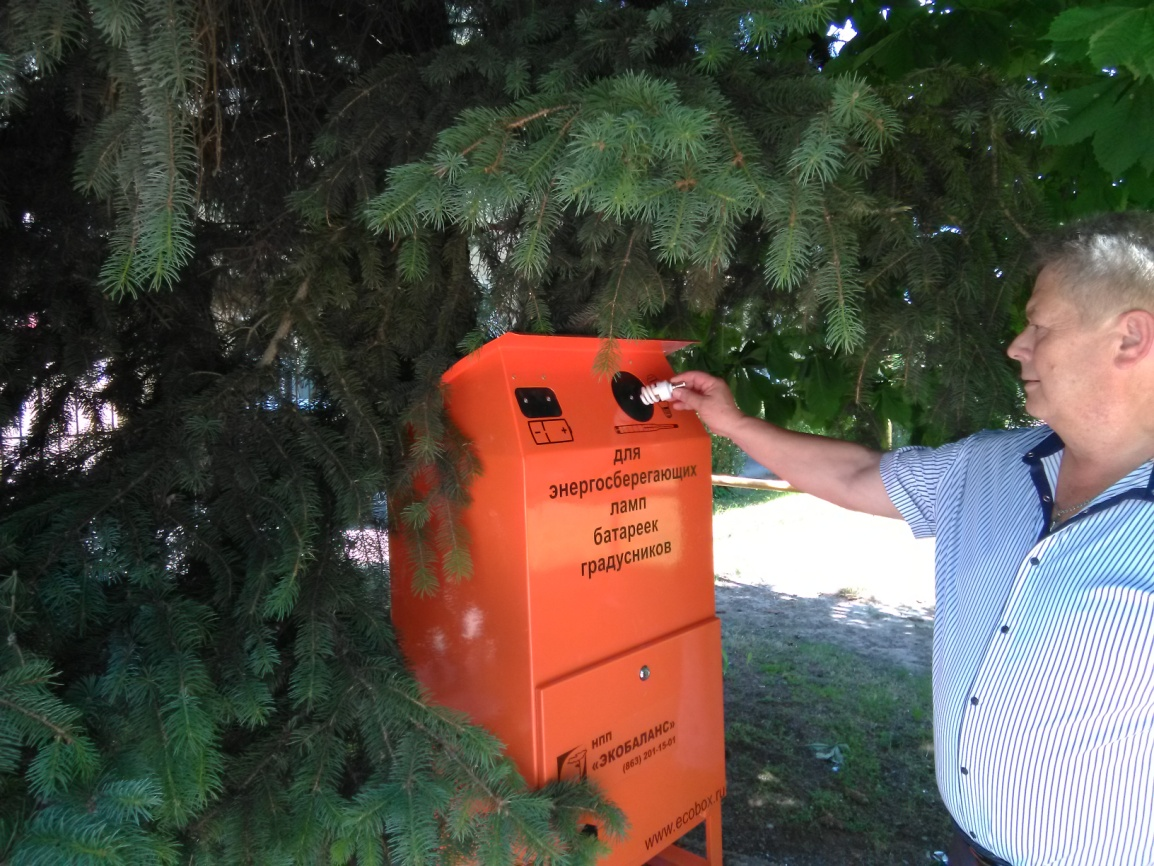 для
энергосберегающих
ламп
батареек
градусников
НПП
«ЭКОБАЛАНС»
(863) 201-15-01
www.ecobox.ru